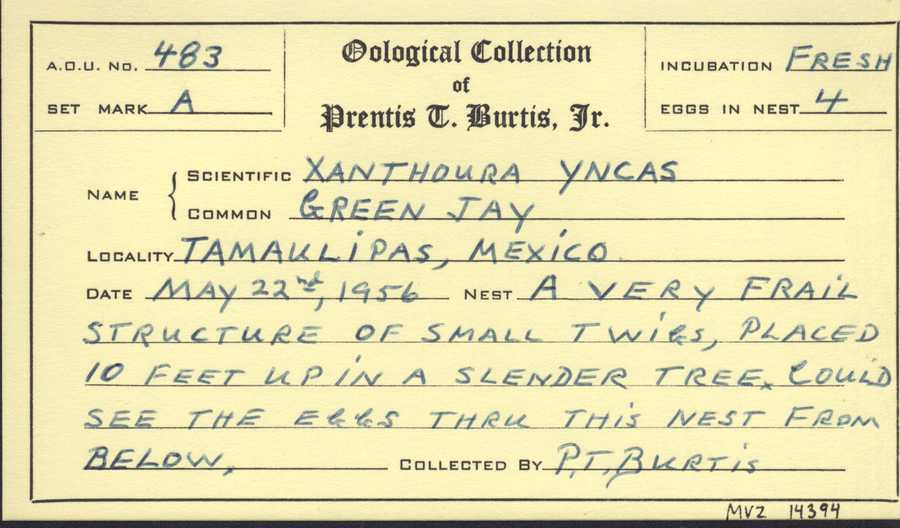 A.O.U. No. 483
Oological Collection
INCUBATION FRESH
SET MARK A
of
EGGS IN NEST 4
Prentis T. Burtis, Jr.
NAME
SCIENTIFIC XANTHOURA YNCAS
COMMON GREEN JAY
LOCALITY TAMAULIPAS, MEXICO
DATE MAY 22nd, 1956 NEST A VERY FRAIL
STRUCTURE OF SMALL TWIGS, PLACED
10 FEET UP IN A SLENDER TREE. COULD
SEE THE EGGS THRU THIS NEST FROM
BELOW. COLLECTED BY P.T. BURTIS
MVZ 14394